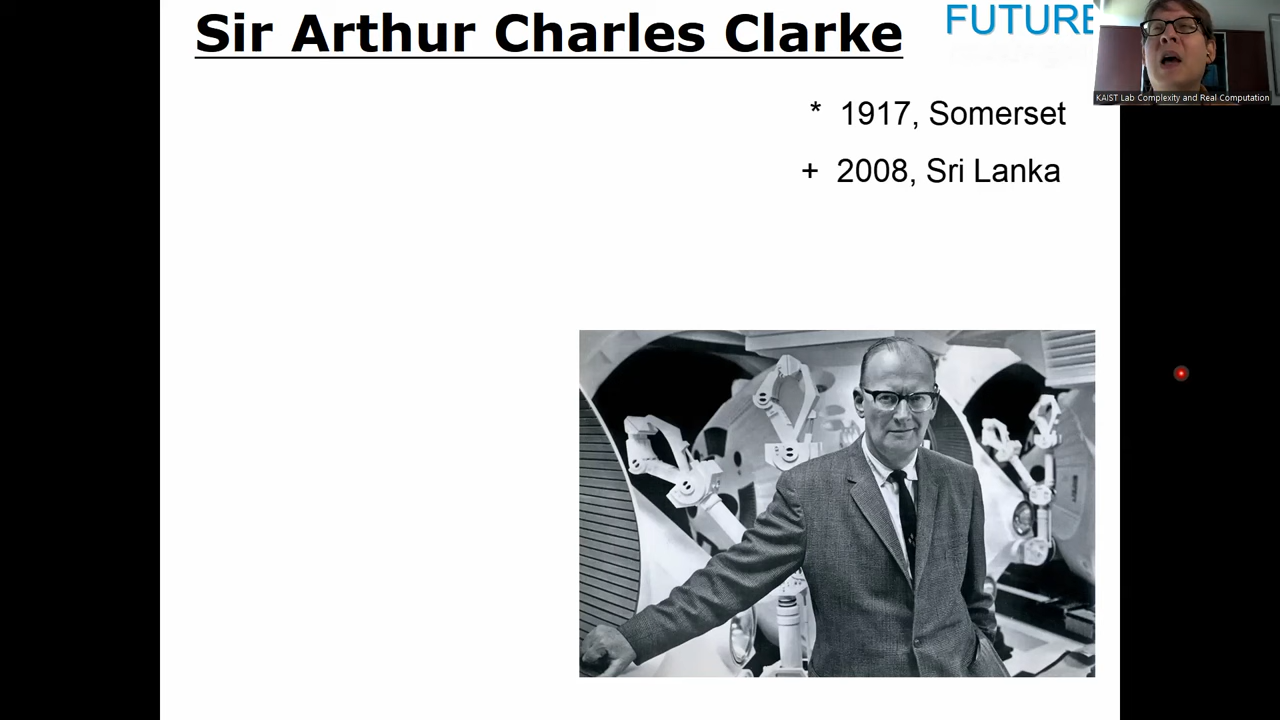 Sir Arthur Charles Clarke
FUTURE
KAIST Lab Complexity and Real Computation
* 1917, Somerset
+ 2008, Sri Lanka